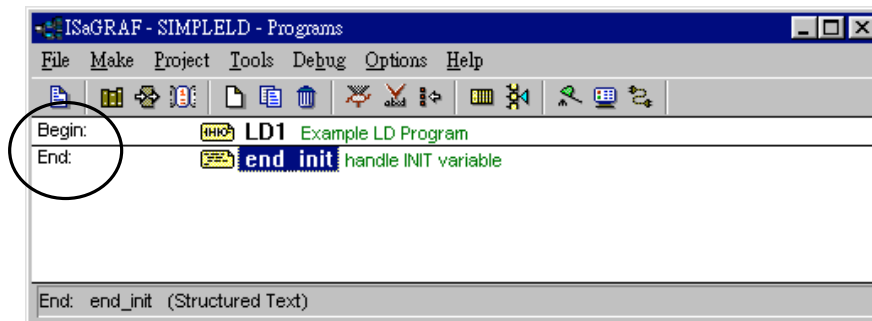 ISaGRAF - SIMPLELD - Programs
File Make Project Tools Debug Options Help
Begin: LD1 Example LD Program
End: end_init handle INIT variable
End: end_init (Structured Text)